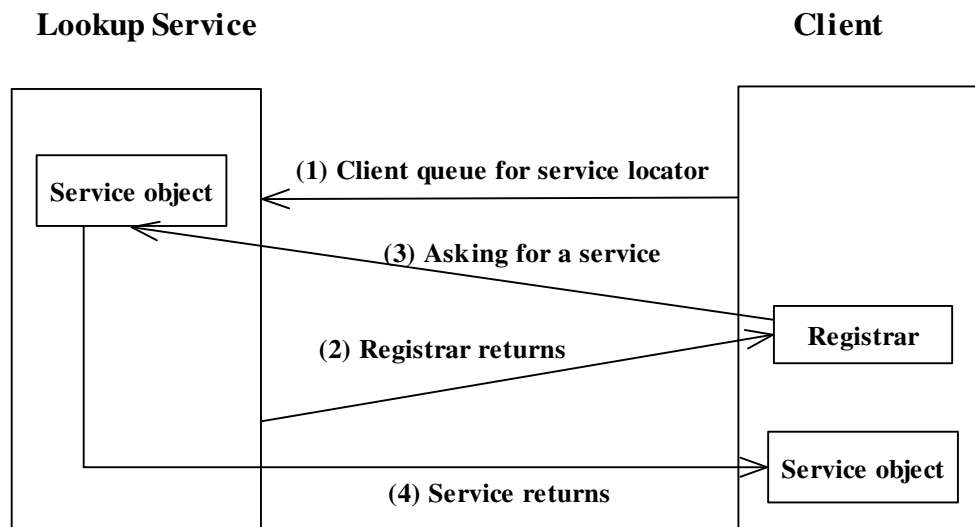 Lookup Service
Client
(1) Client queue for service locator
Service object
(3) Asking for a service
Registrar
(2) Registrar returns
Service object
(4) Service returns